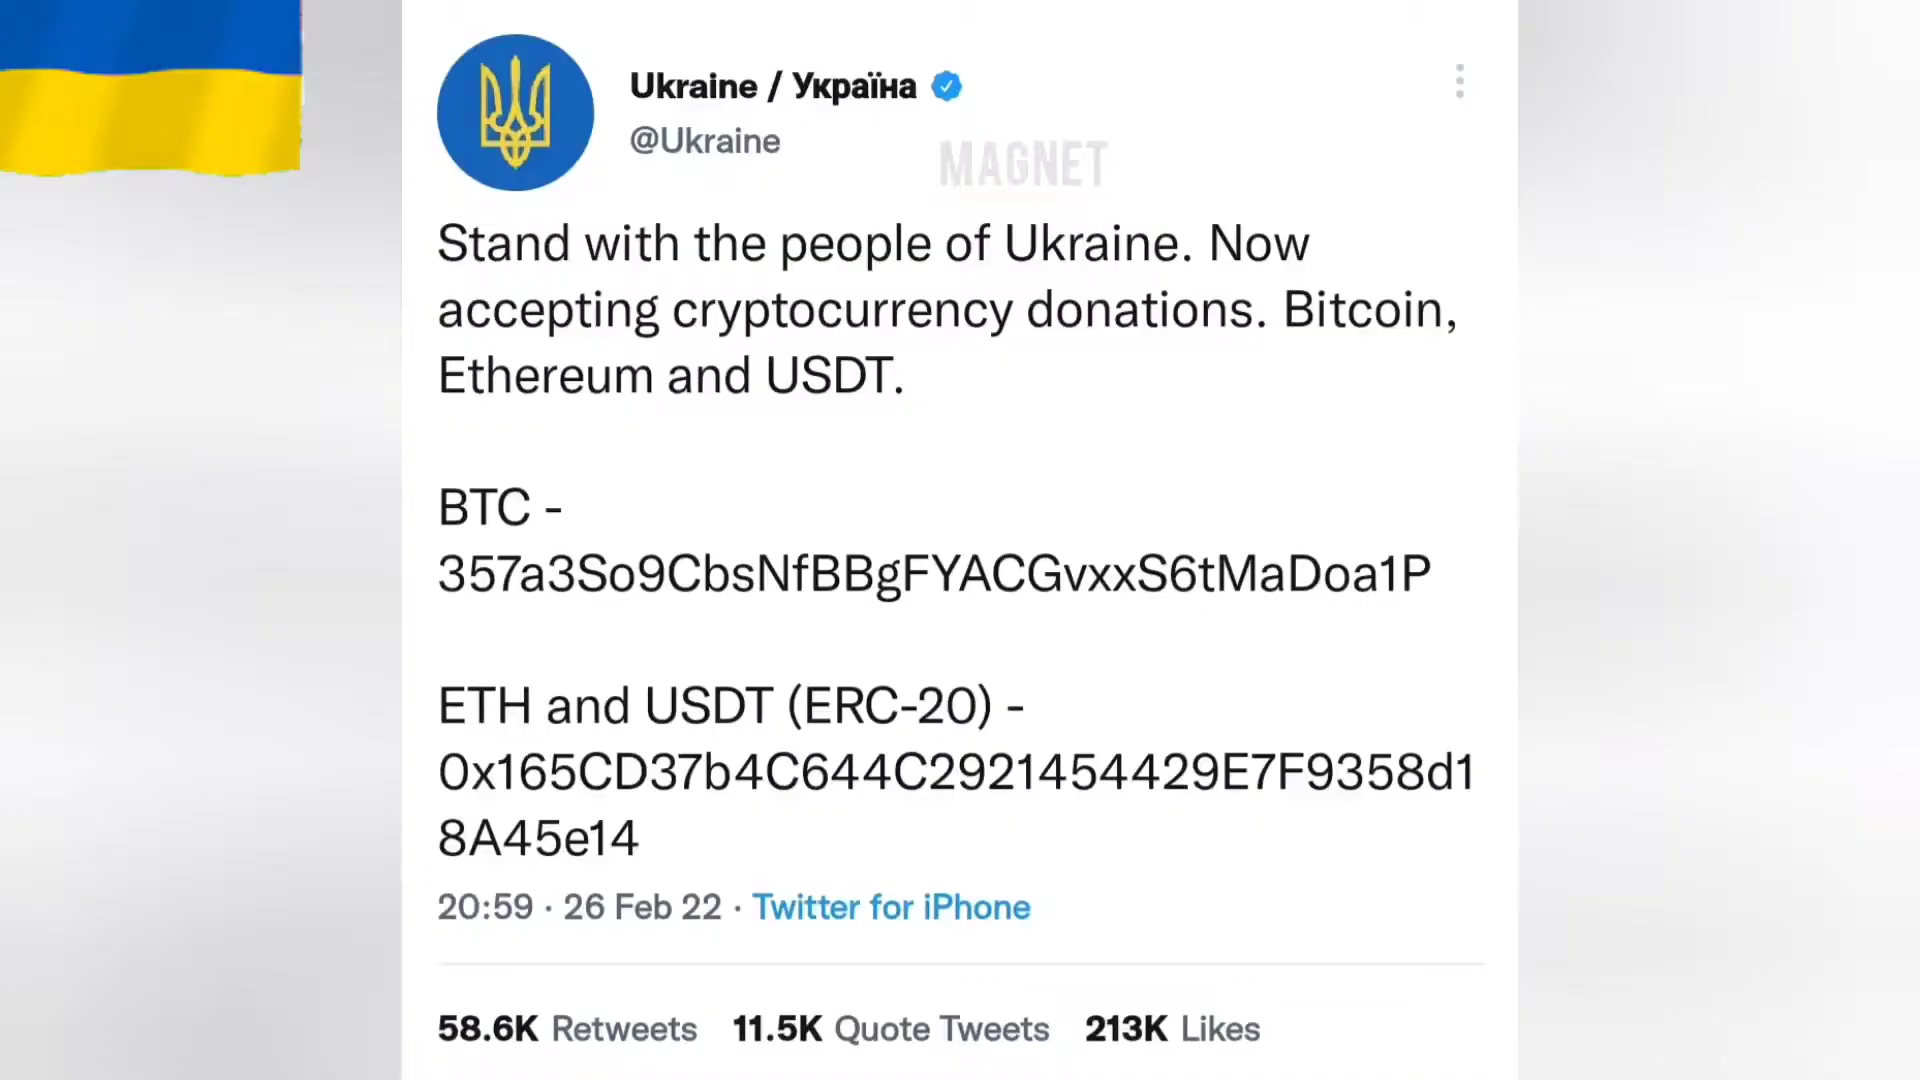 Ukraine / Україна
@Ukraine
MAGNET
Stand with the people of Ukraine. Now
accepting cryptocurrency donations. Bitcoin,
Ethereum and USDT.
BTC -
357a3So9CbsNfBBgFYACGvxxS6tMaDoa1P
ETH and USDT (ERC-20) -
0x165CD37b4C644C2921454429E7F9358d1
8A45e14
20:59 · 26 Feb 22 · Twitter for iPhone
58.6K Retweets 11.5K Quote Tweets 213K Likes